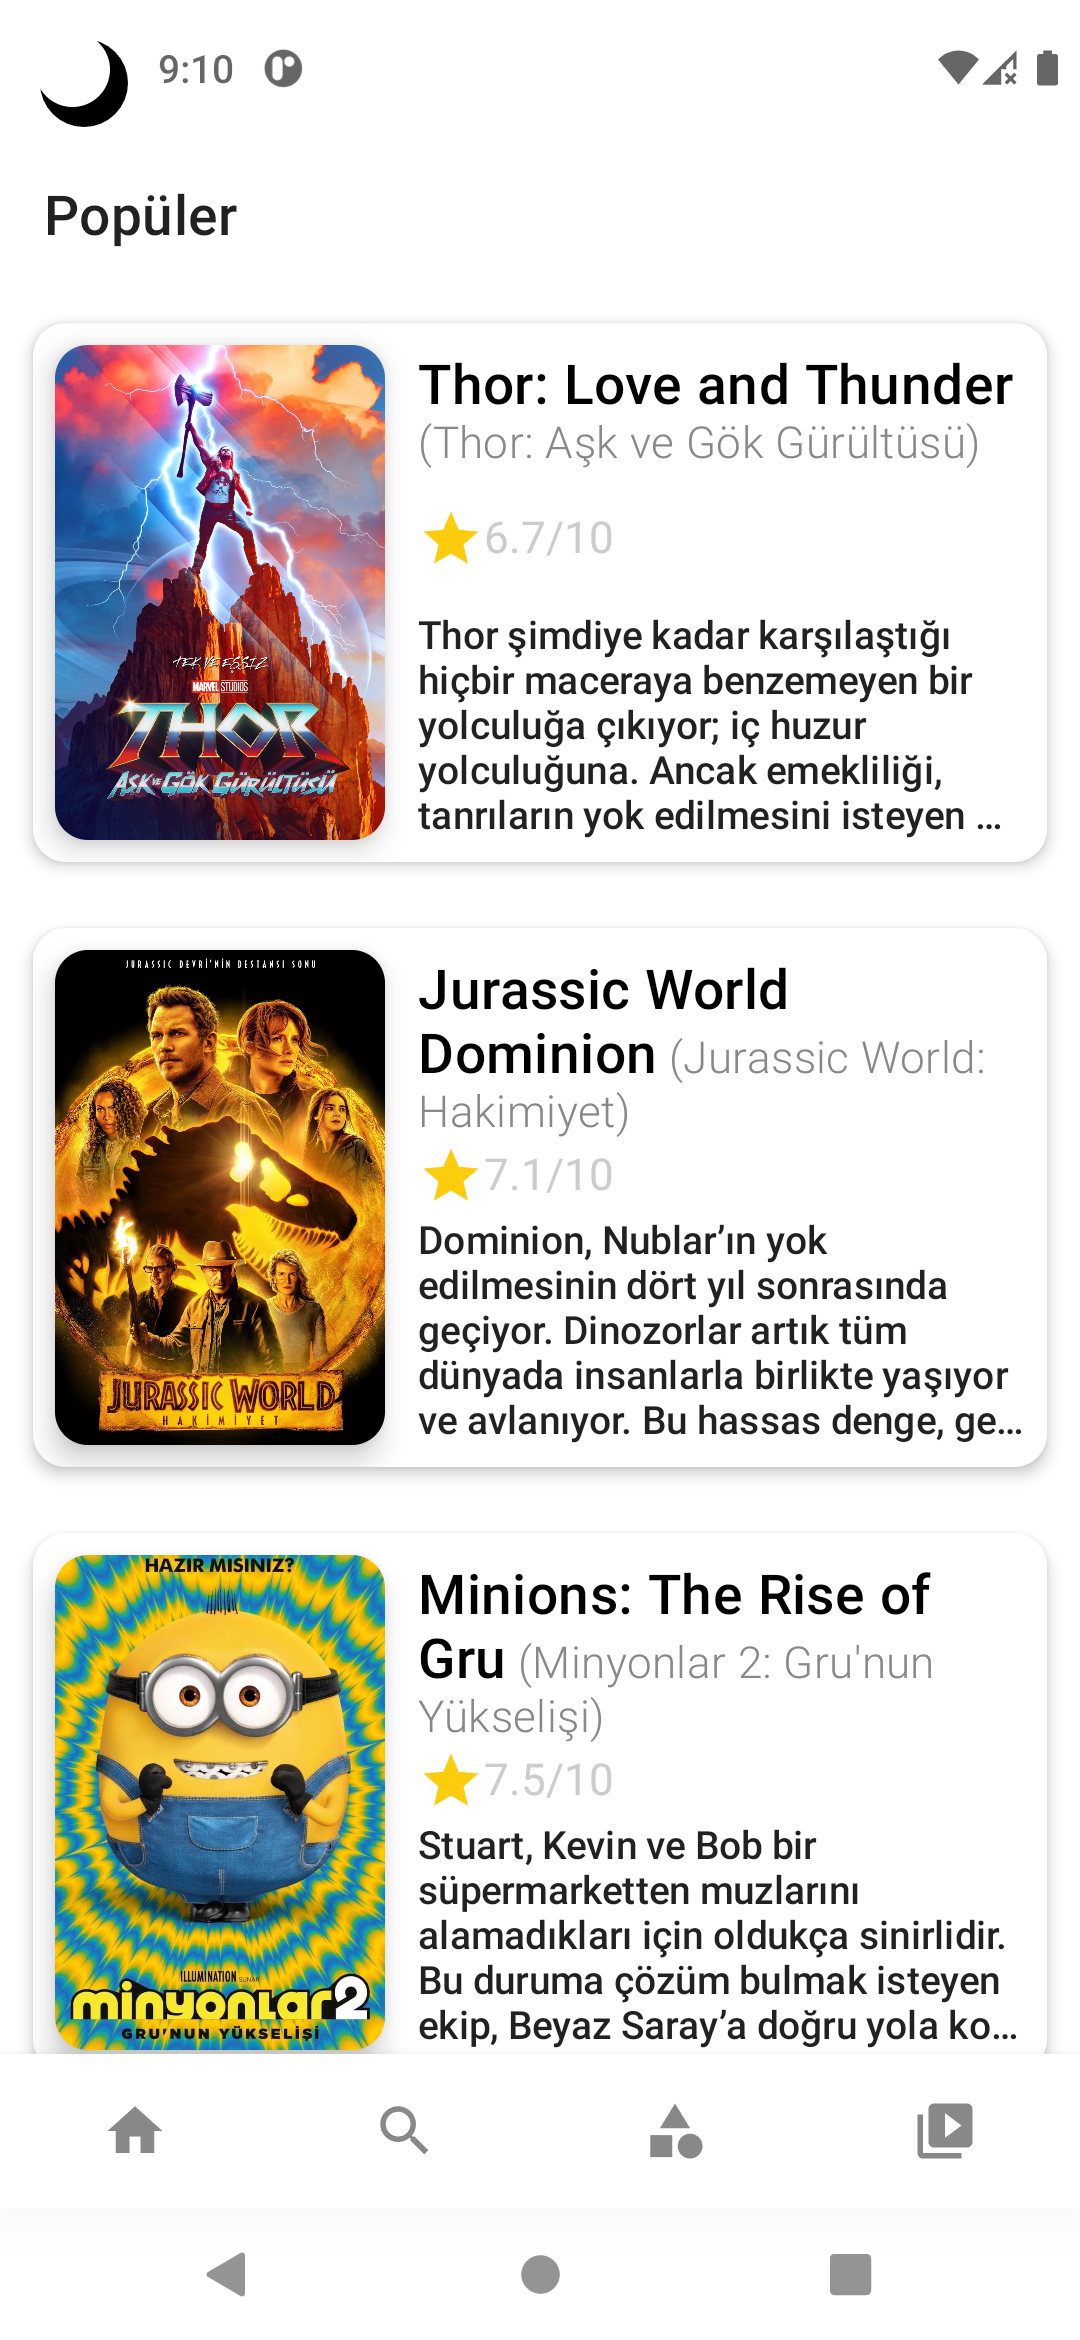 9:10
Popüler
TEK VE EŞSİZ
MARVEL STUDIOS
THOR
AŞK VE GÖK GÜRÜLTÜSÜ
Thor: Love and Thunder
(Thor: Aşk ve Gök Gürültüsü)
6.7/10
Thor şimdiye kadar karşılaştığı
hiçbir maceraya benzemeyen bir
yolculuğa çıkıyor; iç huzur
yolculuğuna. Ancak emekliliği,
tanrıların yok edilmesini isteyen ...
JURASSIC DEVRİ'NİN DESTANSI SONU
JURASSIC WORLD
HAKİMİYET
Jurassic World
Dominion (Jurassic World:
Hakimiyet)
7.1/10
Dominion, Nublar’ın yok
edilmesinin dört yıl sonrasında
geçiyor. Dinozorlar artık tüm
dünyada insanlarla birlikte yaşıyor
ve avlanıyor. Bu hassas denge, ge...
HAZIR MISINIZ?
ILLUMINATION SUNAR
minyonlar 2
GRU'NUN YÜKSELİŞİ
Minions: The Rise of
Gru (Minyonlar 2: Gru'nun
Yükselişi)
7.5/10
Stuart, Kevin ve Bob bir
süpermarketten muzlarını
alamadıkları için oldukça sinirlidir.
Bu duruma çözüm bulmak isteyen
ekip, Beyaz Saray’a doğru yola ko...